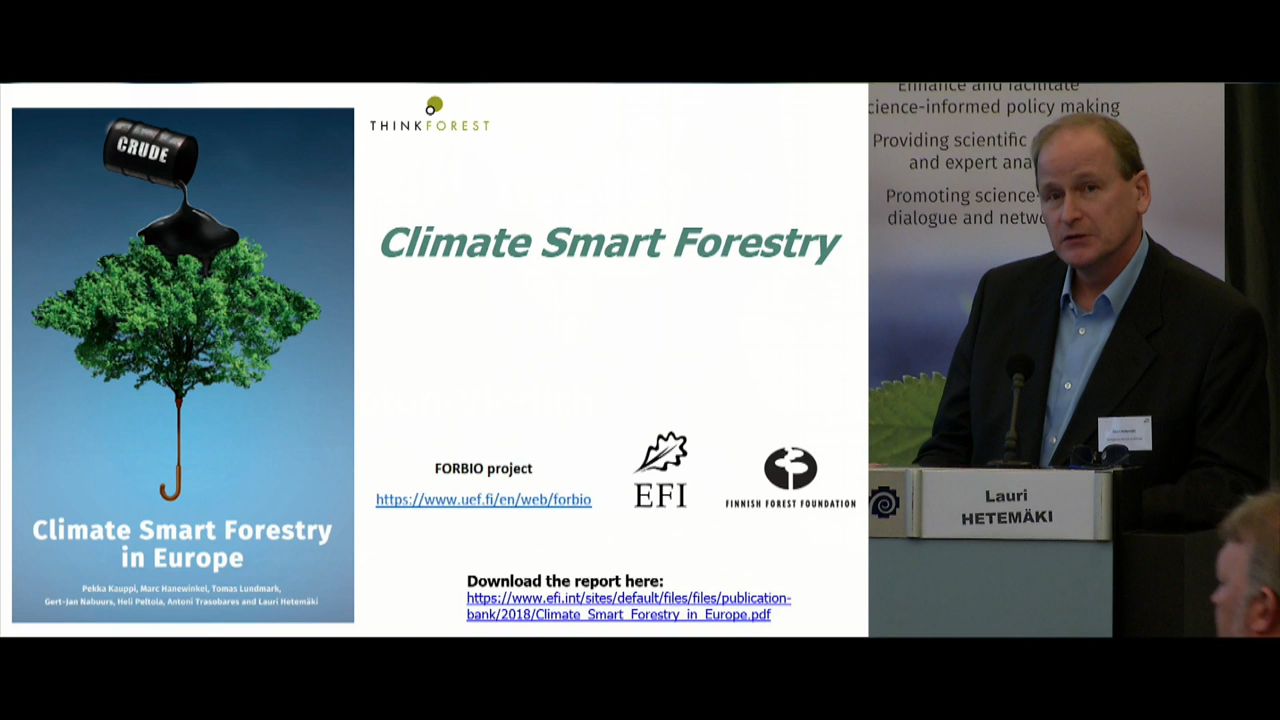 CRUDE
Climate Smart Forestry
in Europe
Pekka Kauppi, Marc Hanewinkel, Tomas Lundmark,
Gert-Jan Nabuurs, Heli Peltola, Antoni Trasobares and Lauri Hetemäki
THINKFOREST
Climate Smart Forestry
FORBIO project
https://www.uef.fi/en/web/forbio
EFI
FINNISH FOREST FOUNDATION
Download the report here:
https://www.efi.int/sites/default/files/files/publication-
bank/2018/Climate_Smart_Forestry_in_Europe.pdf
Enhance and facilitate
cience-informed policy making
Providing scientific
and expert ana
Promoting science-
dialogue and netwo
Lauri
HETEMÄKI